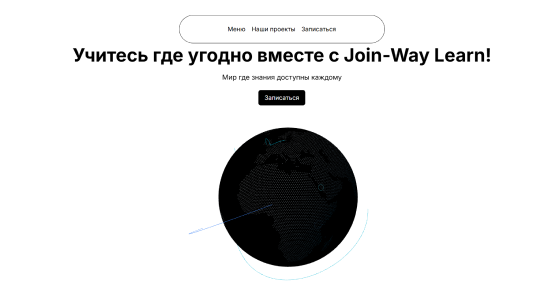 Меню Наши проекты Записаться
Учитесь где угодно вместе с Join-Way Learn!
Мир где знания доступны каждому
Записаться